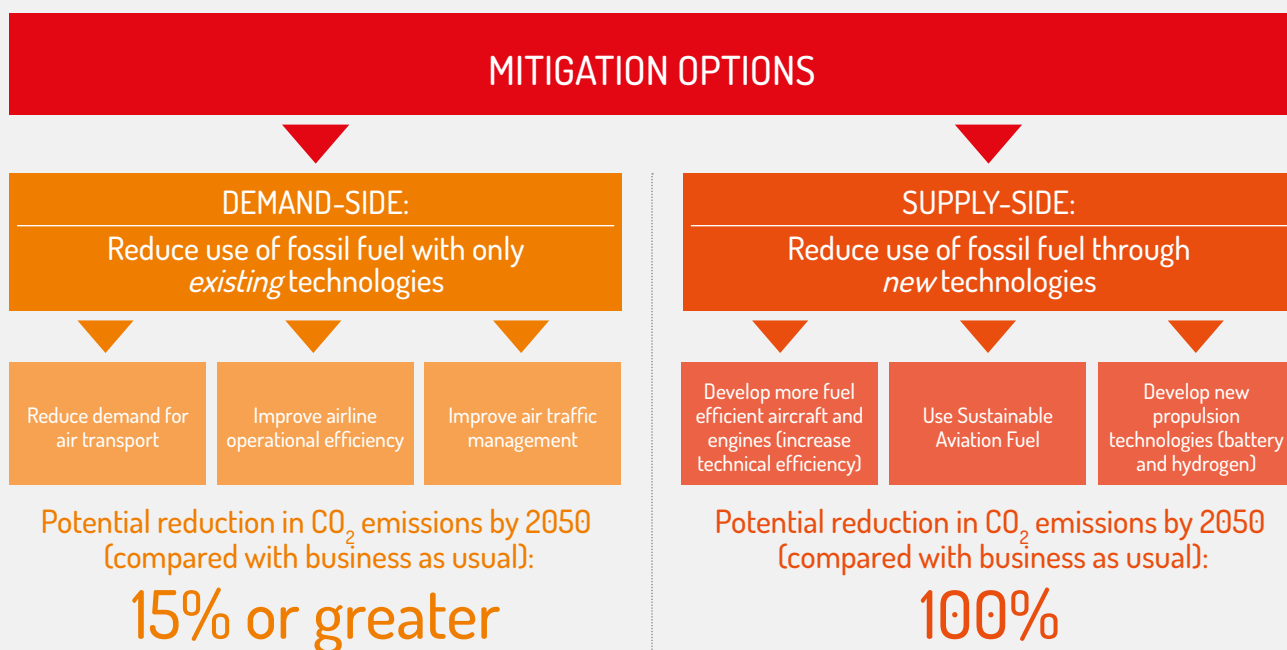 MITIGATION OPTIONS
DEMAND-SIDE:
Reduce use of fossil fuel with only
existing technologies
Reduce demand for
air transport
Improve airline
operational efficiency
Improve air traffic
management
Potential reduction in CO₂ emissions by 2050
(compared with business as usual):
15% or greater
SUPPLY-SIDE:
Reduce use of fossil fuel through
new technologies
Develop more fuel
efficient aircraft and
engines (increase
technical efficiency)
Use Sustainable
Aviation Fuel
Develop new
propulsion
technologies (battery
and hydrogen)
Potential reduction in CO₂ emissions by 2050
(compared with business as usual):
100%